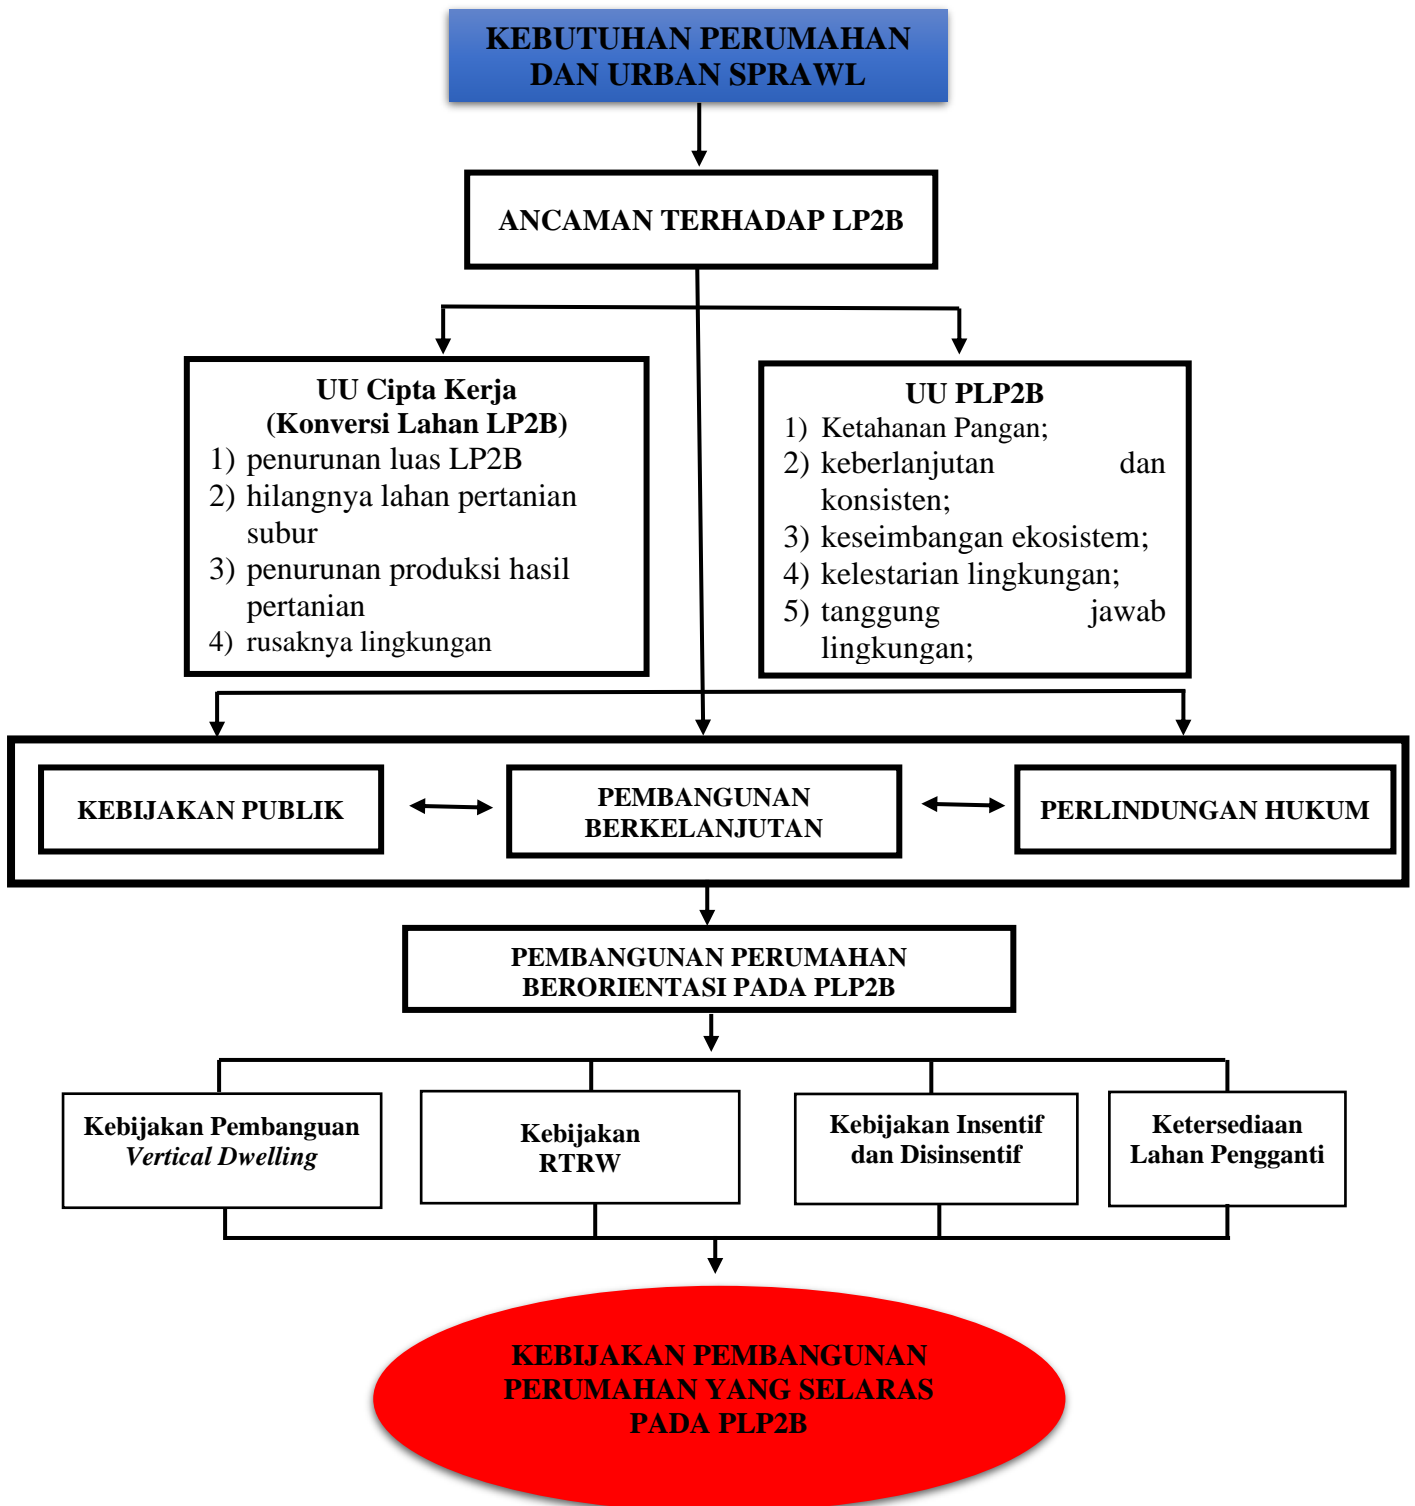 KEBUTUHAN PERUMAHAN
DAN URBAN SPRAWL
ANCAMAN TERHADAP LP2B
UU Cipta Kerja
(Konversi Lahan LP2B)
1) penurunan luas LP2B
2) hilangnya lahan pertanian
subur
3) penurunan produksi hasil
pertanian
4) rusaknya lingkungan
UU PLP2B
1) Ketahanan Pangan;
2) keberlanjutan dan
konsisten;
3) keseimbangan ekosistem;
4) kelestarian lingkungan;
5) tanggung jawab
lingkungan;
KEBIJAKAN PUBLIK
PEMBANGUNAN
BERKELANJUTAN
PERLINDUNGAN HUKUM
PEMBANGUNAN PERUMAHAN
BERORIENTASI PADA PLP2B
Kebijakan Pembanguan
Vertical Dwelling
Kebijakan
RTRW
Kebijakan Insentif
dan Disinsentif
Ketersediaan
Lahan Pengganti
KEBIJAKAN PEMBANGUNAN
PERUMAHAN YANG SELARAS
PADA PLP2B